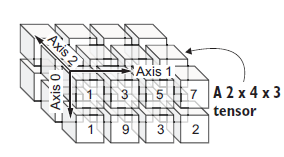 Axis 2
Axis 1
Axis 0
1 3 5 7
1 9 3 2
A 2 x 4 x 3
tensor